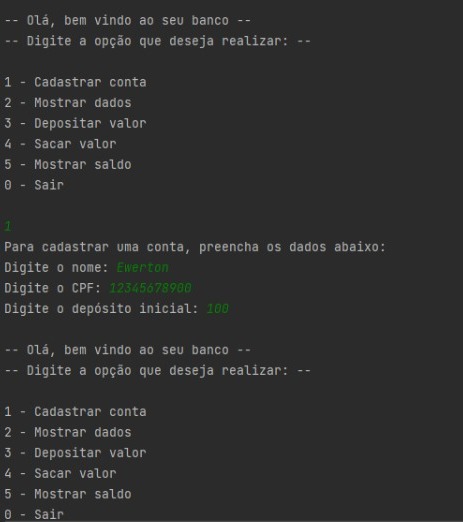 -- Olá, bem vindo ao seu banco --
-- Digite a opção que deseja realizar: --
1 - Cadastrar conta
2 - Mostrar dados
3 - Depositar valor
4 - Sacar valor
5 - Mostrar saldo
0 - Sair
1
Para cadastrar uma conta, preencha os dados abaixo:
Digite o nome: Ewerton
Digite o CPF: 12345678900
Digite o depósito inicial: 100
-- Olá, bem vindo ao seu banco --
-- Digite a opção que deseja realizar: --
1 - Cadastrar conta
2 - Mostrar dados
3 - Depositar valor
4 - Sacar valor
5 - Mostrar saldo
0 - Sair